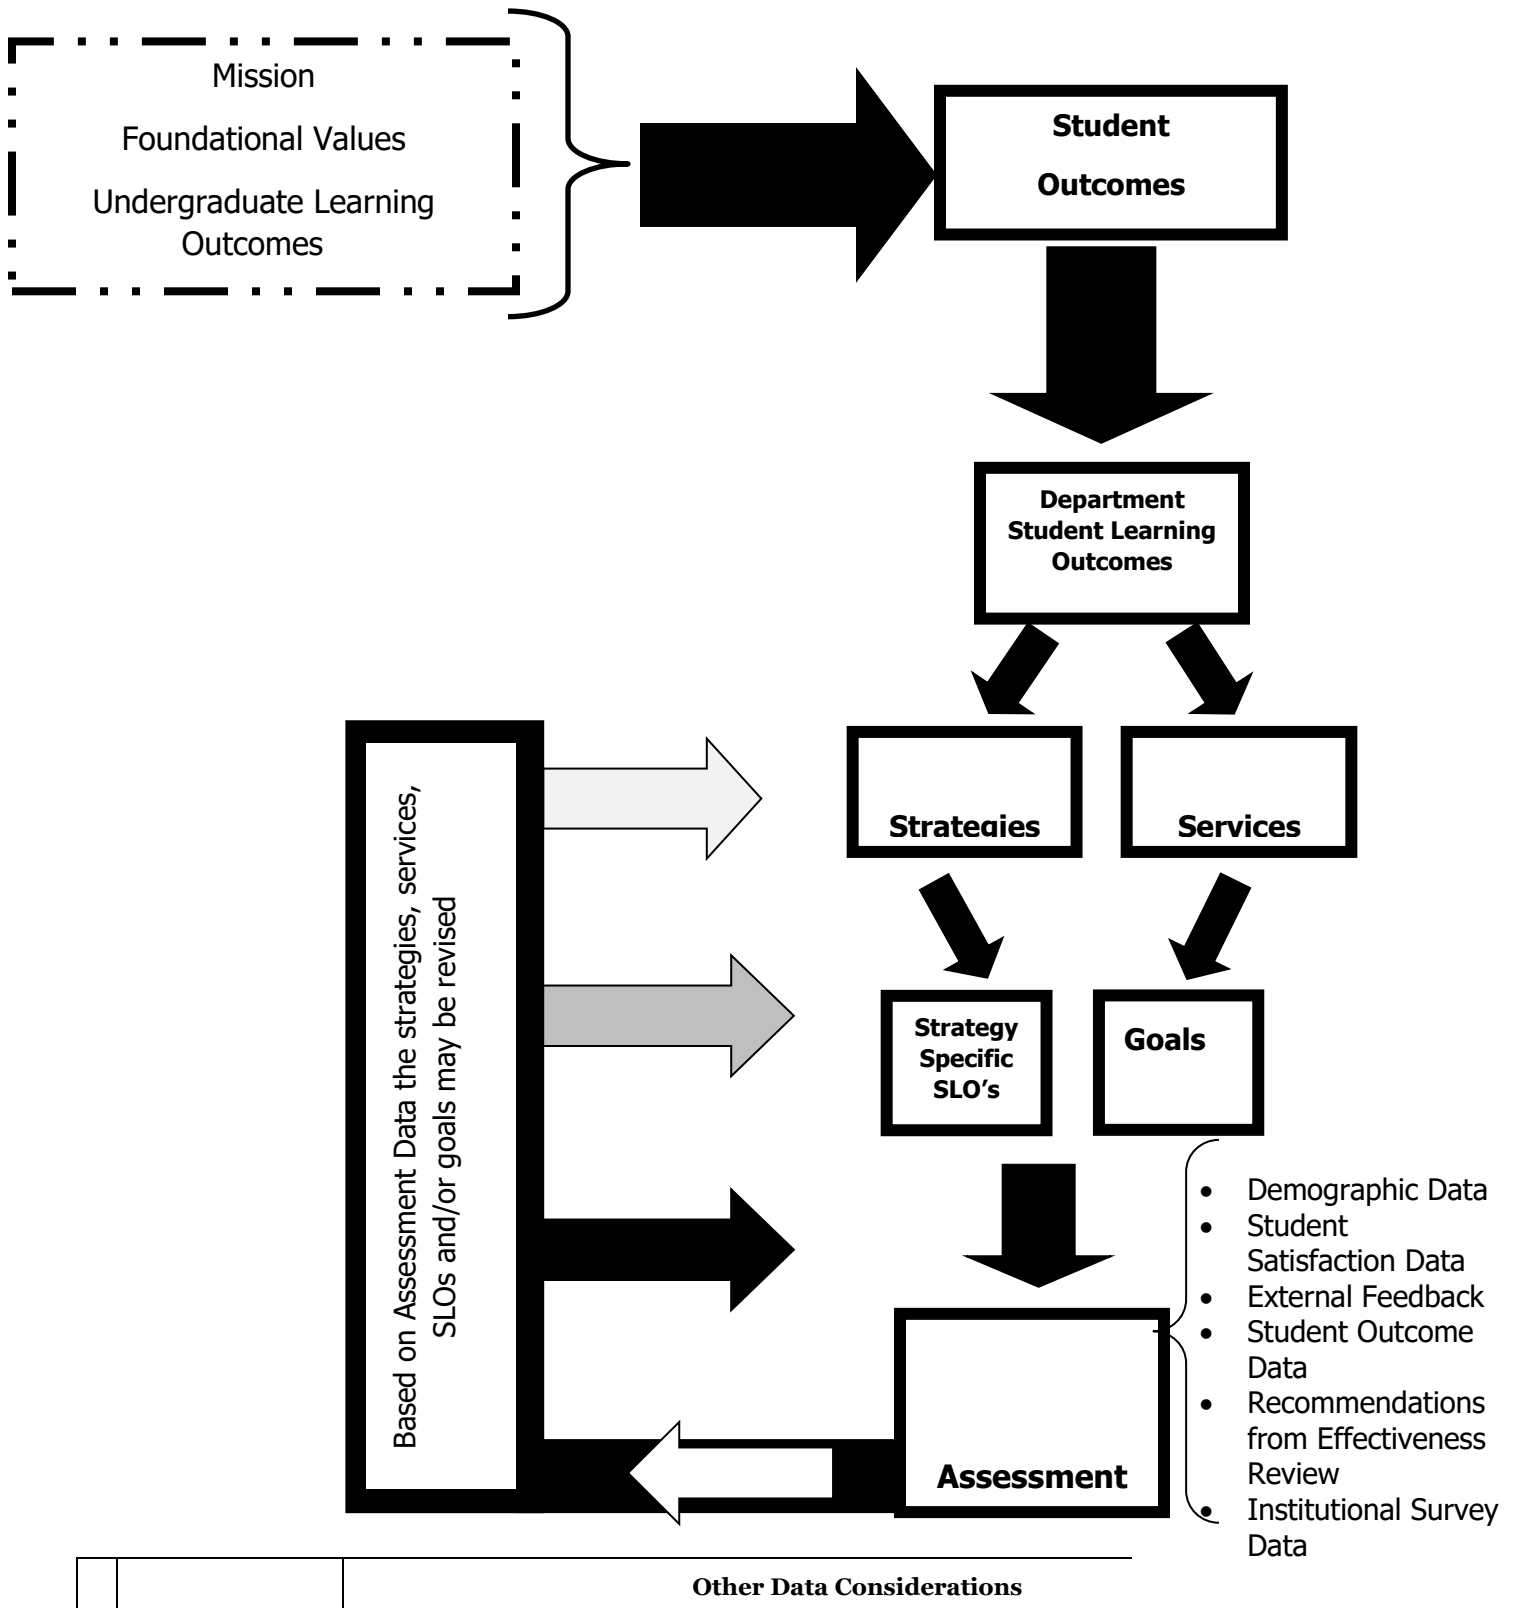 Mission
Foundational Values
Undergraduate Learning
Outcomes
Student
Outcomes
Department
Student Learning
Outcomes
Strategies
Services
Based on Assessment Data the strategies, services,
SLOs and/or goals may be revised
Strategy
Specific
SLO’s
Goals
• Demographic Data
• Student
Satisfaction Data
• External Feedback
• Student Outcome
Data
• Recommendations
from Effectiveness
Review
• Institutional Survey
Data
Assessment
Other Data Considerations